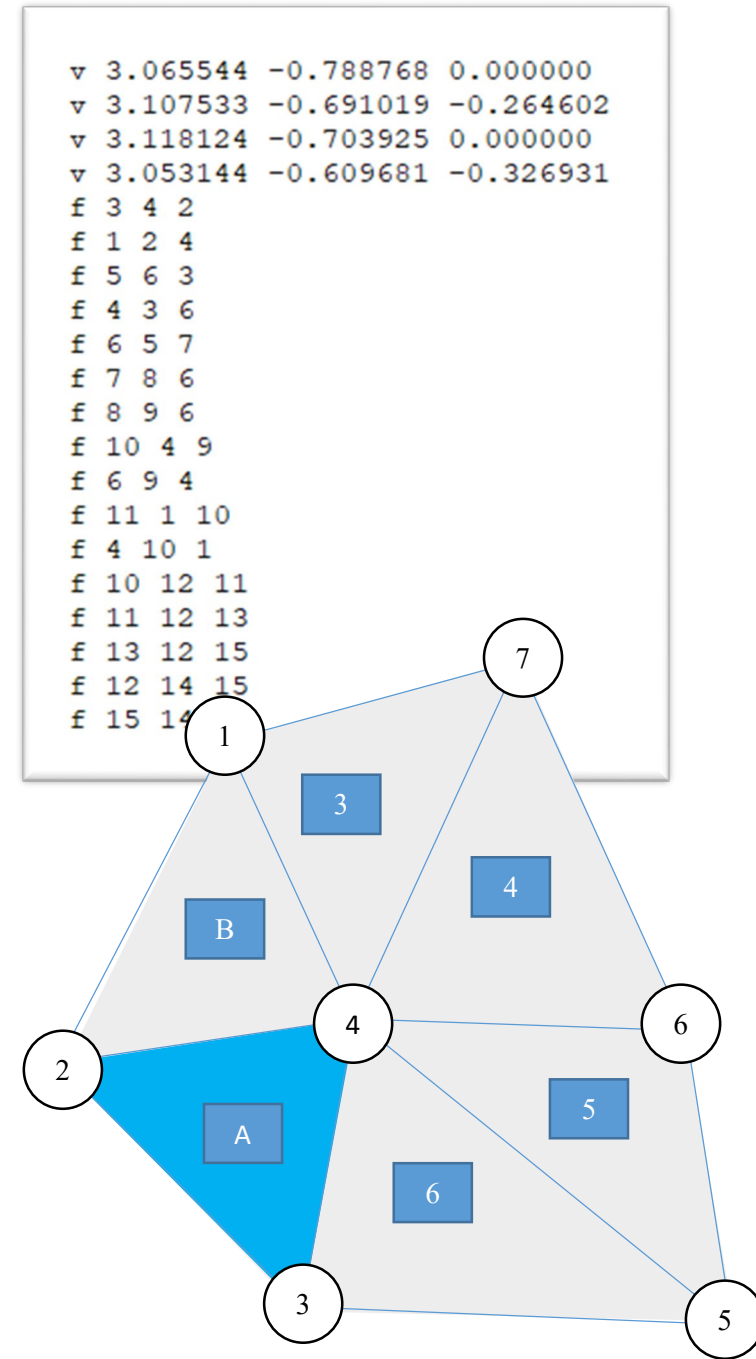 v 3.065544 -0.788768 0.000000
v 3.107533 -0.691019 -0.264602
v 3.118124 -0.703925 0.000000
v 3.053144 -0.609681 -0.326931
f 3 4 2
f 1 2 4
f 5 6 3
f 4 3 6
f 6 5 7
f 7 8 6
f 8 9 6
f 10 4 9
f 6 9 4
f 11 1 10
f 4 10 1
f 10 12 11
f 11 12 13
f 13 12 15
f 12 14 15
f 15 14
7
1
3
4
B
4
6
2
5
A
6
3
5